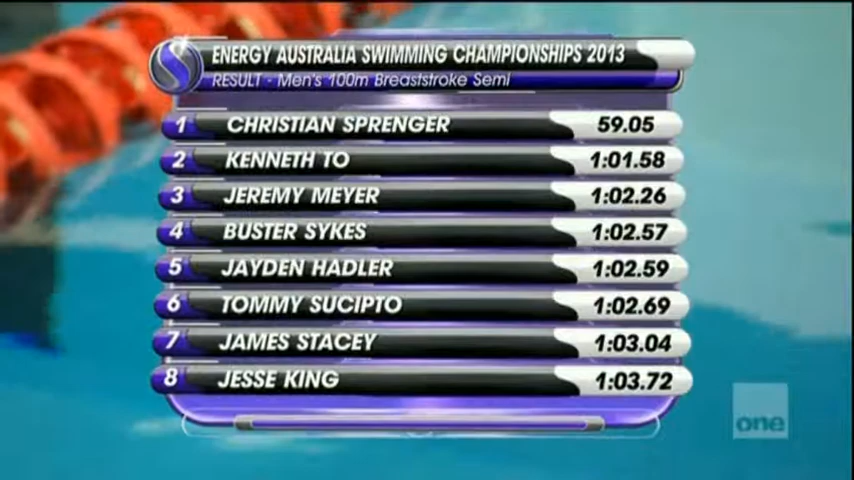 ENERGY AUSTRALIA SWIMMING CHAMPIONSHIPS 2013
RESULT - Men's 100m Breaststroke Semi
1 CHRISTIAN SPRENGER 59.05
2 KENNETH TO 1:01.58
3 JEREMY MEYER 1:02.26
4 BUSTER SYKES 1:02.57
5 JAYDEN HADLER 1:02.59
6 TOMMY SUCIPTO 1:02.69
7 JAMES STACEY 1:03.04
8 JESSE KING 1:03.72
one